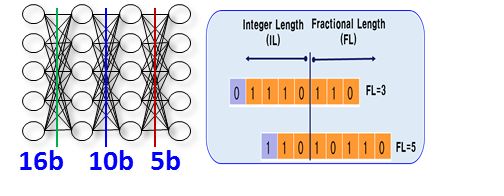 16b 10b 5b
Integer Length Fractional Length
(IL) (FL)
0 1 1 1 0 1 1 0 FL=3
1 1 0 1 0 1 1 0 FL=5